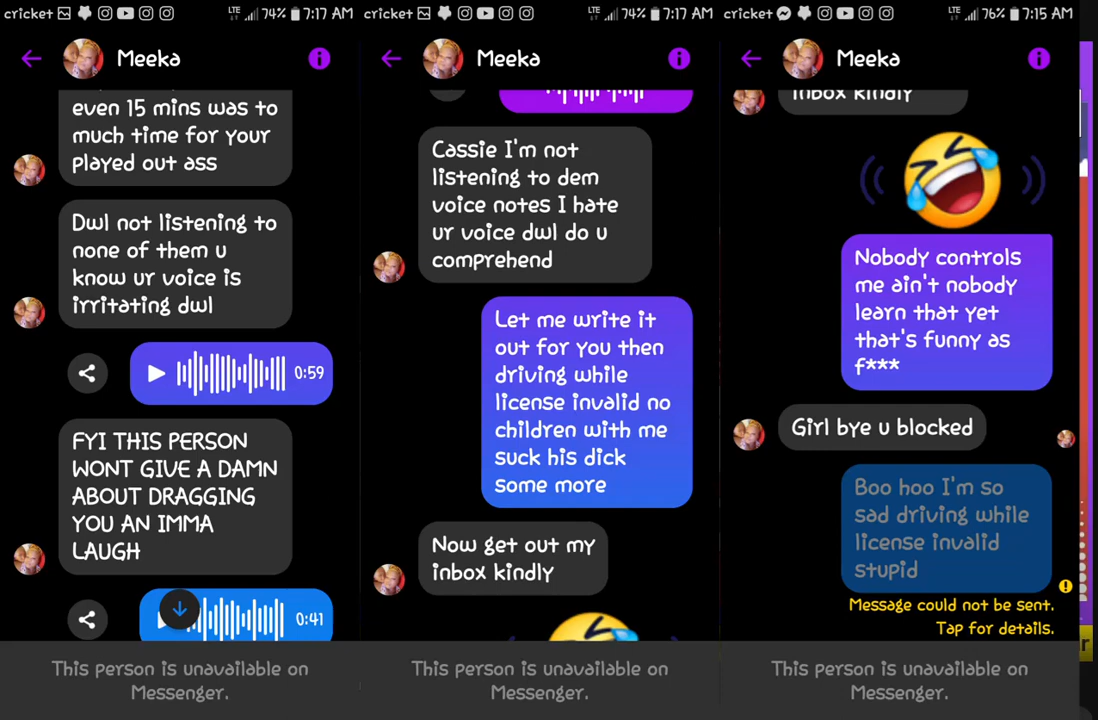 cricket LTE 74% 7:17 AM
Meeka
even 15 mins was to
much time for your
played out ass
Dwl not listening to
none of them u
know ur voice is
irritating dwl
0:59
FYI THIS PERSON
WONT GIVE A DAMN
ABOUT DRAGGING
YOU AN IMMA
LAUGH
0:41
This person is unavailable on
Messenger.
cricket LTE 74% 7:17 AM
Meeka
Cassie I'm not
listening to dem
voice notes I hate
ur voice dwl do u
comprehend
Let me write it
out for you then
driving while
license invalid no
children with me
suck his dick
some more
Now get out my
inbox kindly
This person is unavailable on
Messenger.
cricket LTE 76% 7:15 AM
Meeka
inbox kindly
Nobody controls
me ain't nobody
learn that yet
that's funny as
f***
Girl bye u blocked
Boo hoo I'm so
sad driving while
license invalid
stupid
Message could not be sent.
Tap for details.
This person is unavailable on
Messenger.